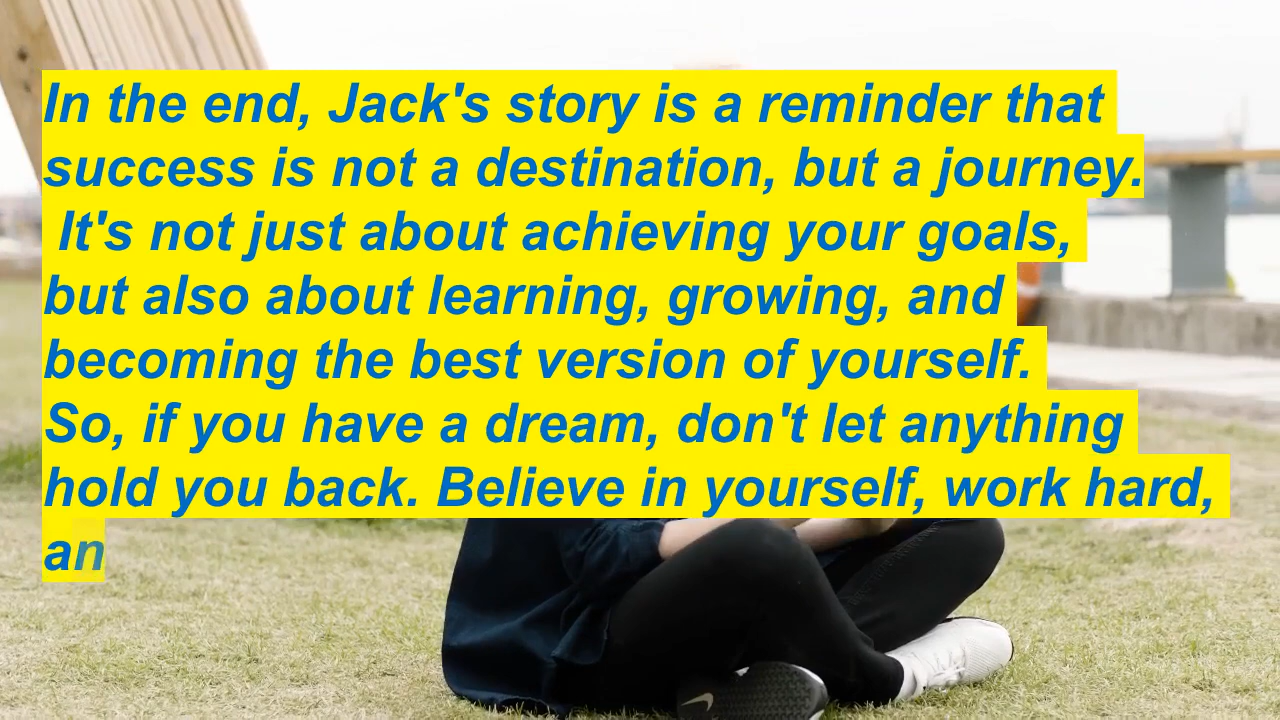 In the end, Jack's story is a reminder that
success is not a destination, but a journey.
It's not just about achieving your goals,
but also about learning, growing, and
becoming the best version of yourself.
So, if you have a dream, don't let anything
hold you back. Believe in yourself, work hard,
an